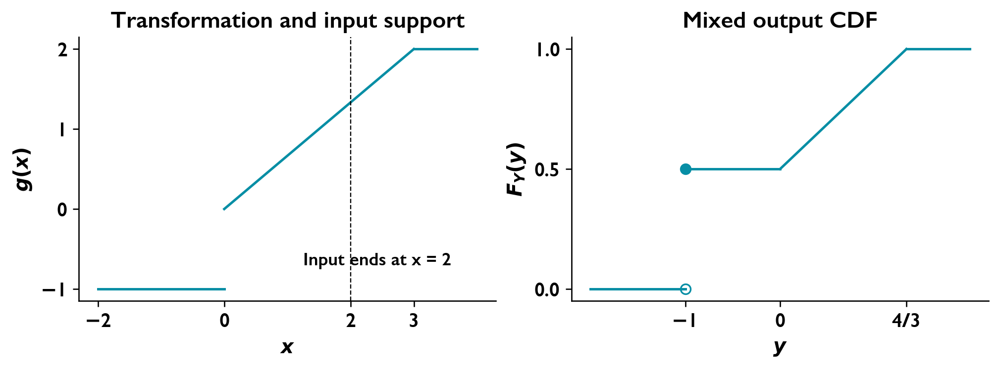 Transformation and input support
2
1
0
−1
g(x)
Input ends at x = 2
−2 0 2 3
x
Mixed output CDF
1.0
0.5
0.0
F_Y(y)
−1 0 4/3
y